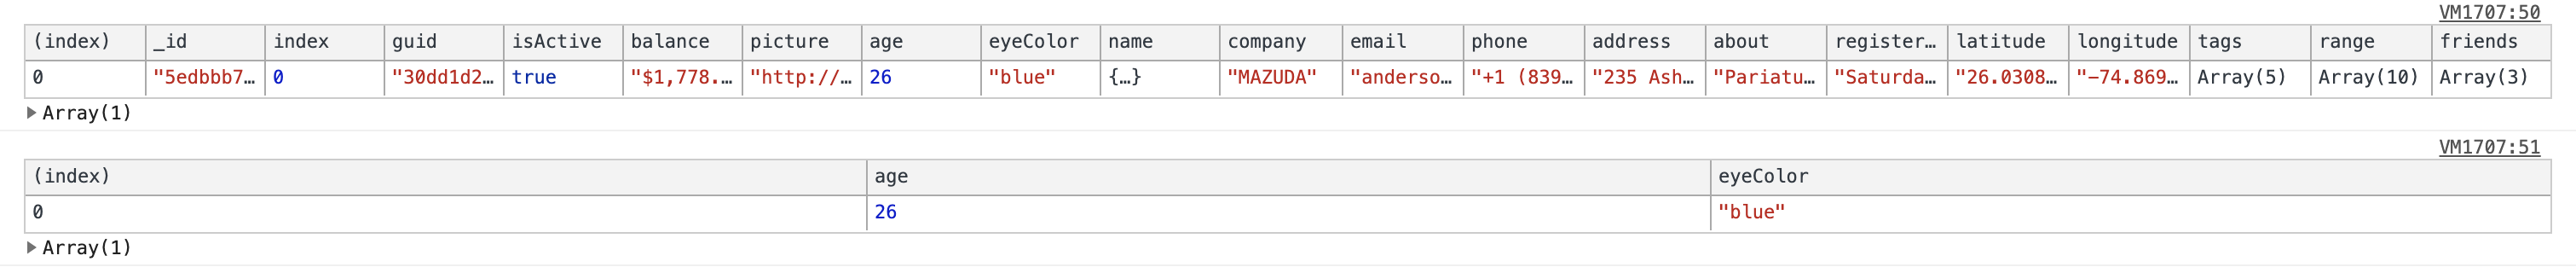 VM1707:50
(index) _id index guid isActive balance picture age eyeColor name company email phone address about register… latitude longitude tags range friends
0 "5edbbb7… 0 "30dd1d2… true "$1,778.… "http://… 26 "blue" {…} "MAZUDA" "anderso… "+1 (839… "235 Ash… "Pariatu… "Saturda… "26.0308… "-74.869… Array(5) Array(10) Array(3)
Array(1)
VM1707:51
(index) age eyeColor
0 26 "blue"
Array(1)